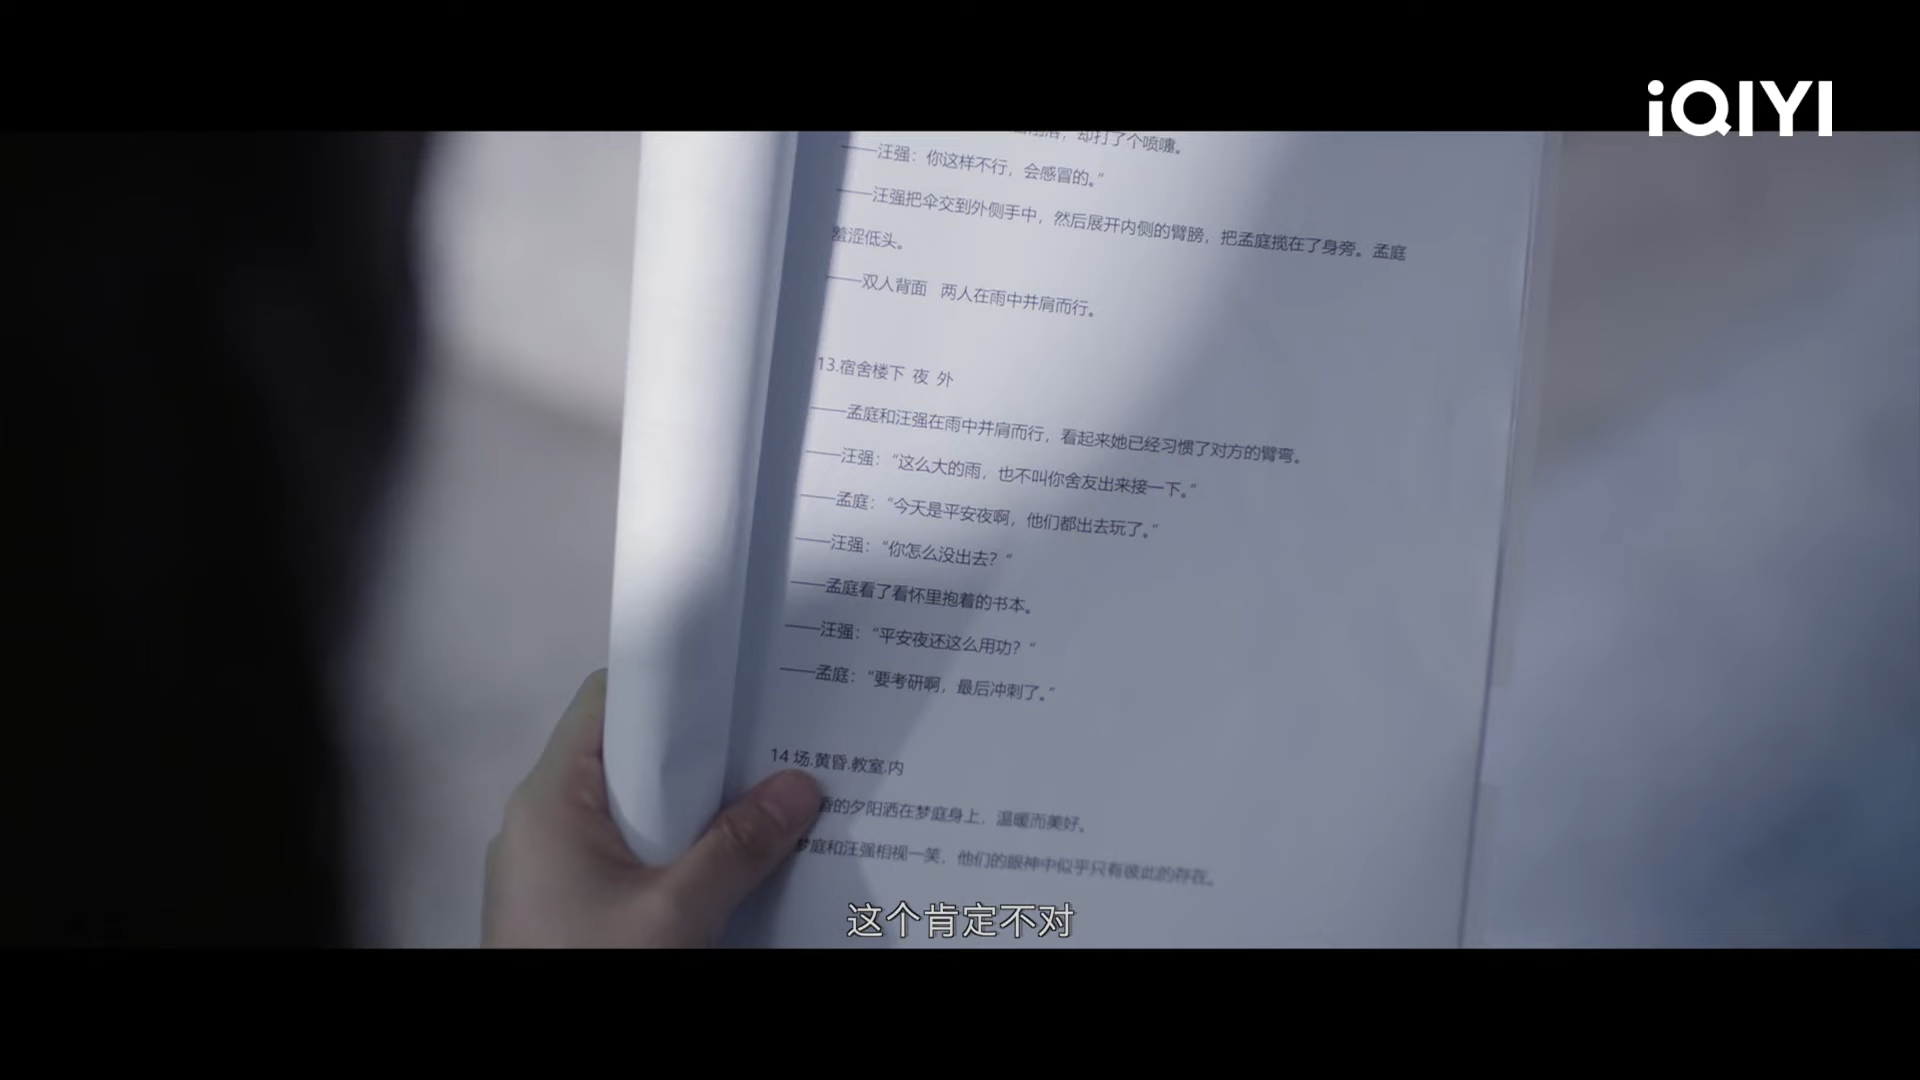 iQIYI
却打了个喷嚏。
——汪强：你这样不行，会感冒的。”
——汪强把伞交到外侧手中，然后展开内侧的臂膀，把孟庭揽在了身旁。孟庭
羞涩低头。
——双人背面 两人在雨中并肩而行。
13.宿舍楼下 夜 外
——孟庭和汪强在雨中并肩而行，看起来她已经习惯了对方的臂弯。
——汪强：“这么大的雨，也不叫你舍友出来接一下。”
——孟庭：“今天是平安夜啊，他们都出去玩了。”
——汪强：“你怎么没出去？”
——孟庭看了看怀里抱着的书本。
——汪强：“平安夜还这么用功？”
——孟庭：“要考研啊，最后冲刺了。”
14 场.黄昏.教室.内
昏的夕阳洒在梦庭身上，温暖而美好。
梦庭和汪强相视一笑，他们的眼神中似乎只有彼此的存在。
这个肯定不对